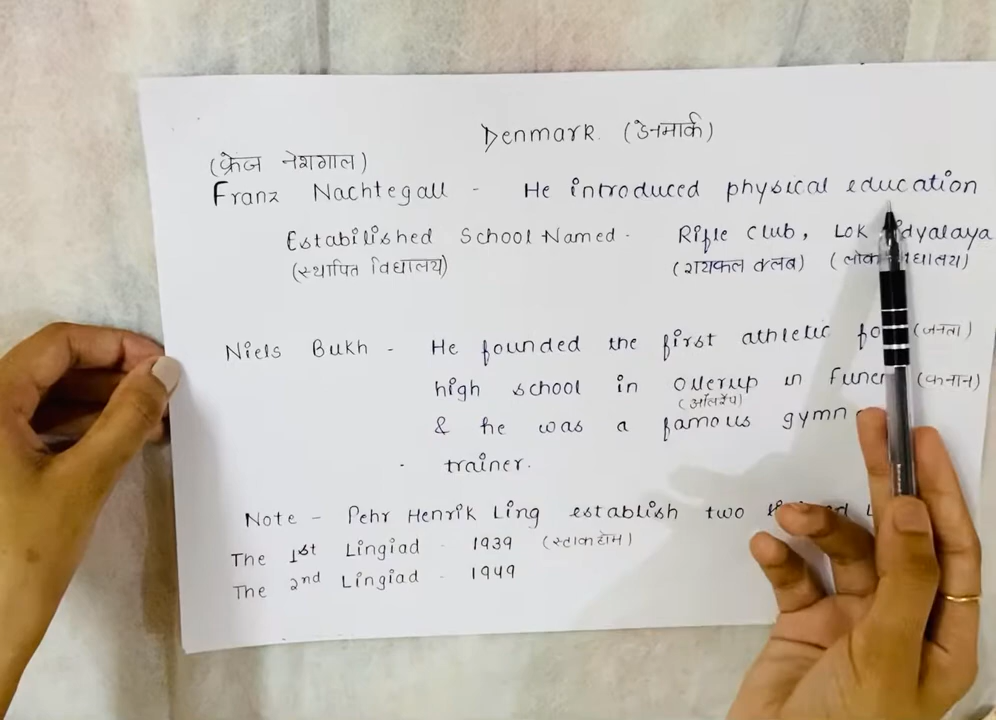 Denmark. (डेनमार्क)
(फ्रेंज नेशगाल)
Franz Nachtegall - He introduced physical education
Estabilished School Named - Rifle Club, Lok
(स्थापित विद्यालय) (रायफल क्लब) (लोक
Niels Bukh - He founded the first athletic (जनता)
high school in Ollerup in (फनान)
(ऑलरेप)
& he was a famous
trainer.
Note - Pehr Henrik Ling establish two
The 1st Lingiad - 1939 (स्टाकहोम)
The 2nd Lingiad - 1949